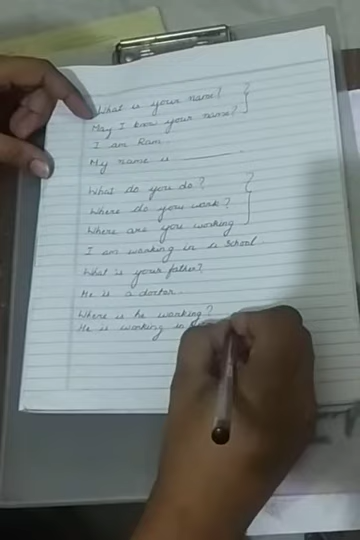 What is your name?
May I know your name?
I am Ram.
My name is ______.
What do you do?
Where do you work?
Where are you working
I am working in a school.
What is your father?
He is a doctor.
Where is he working?
He is working in